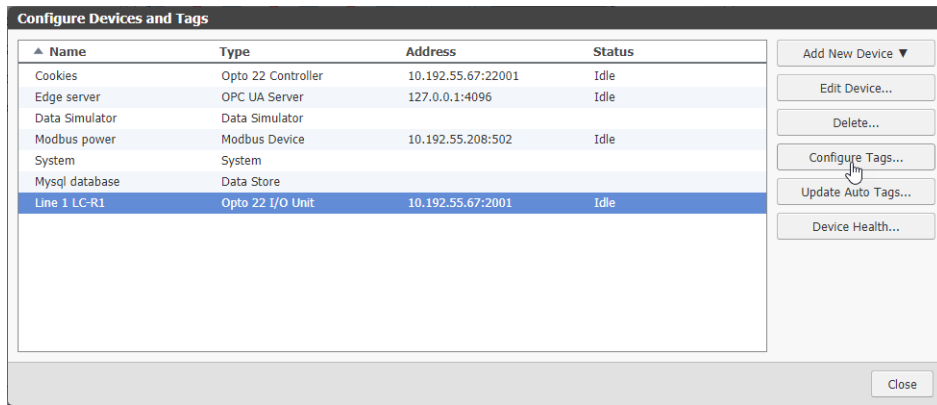 Configure Devices and Tags
▲ Name Type Address Status
Cookies Opto 22 Controller 10.192.55.67:22001 Idle
Edge server OPC UA Server 127.0.0.1:4096 Idle
Data Simulator Data Simulator
Modbus power Modbus Device 10.192.55.208:502 Idle
System System
Mysql database Data Store
Line 1 LC-R1 Opto 22 I/O Unit 10.192.55.67:2001 Idle
Add New Device ▼
Edit Device...
Delete...
Configure Tags...
Update Auto Tags...
Device Health...
Close